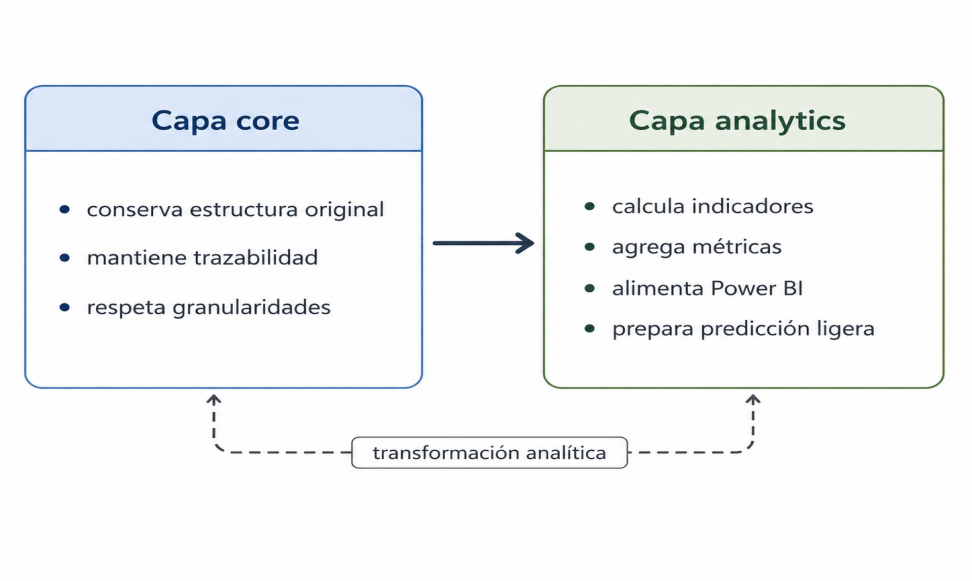 Capa core
conserva estructura original
mantiene trazabilidad
respeta granularidades
Capa analytics
calcula indicadores
agrega métricas
alimenta Power BI
prepara predicción ligera
transformación analítica